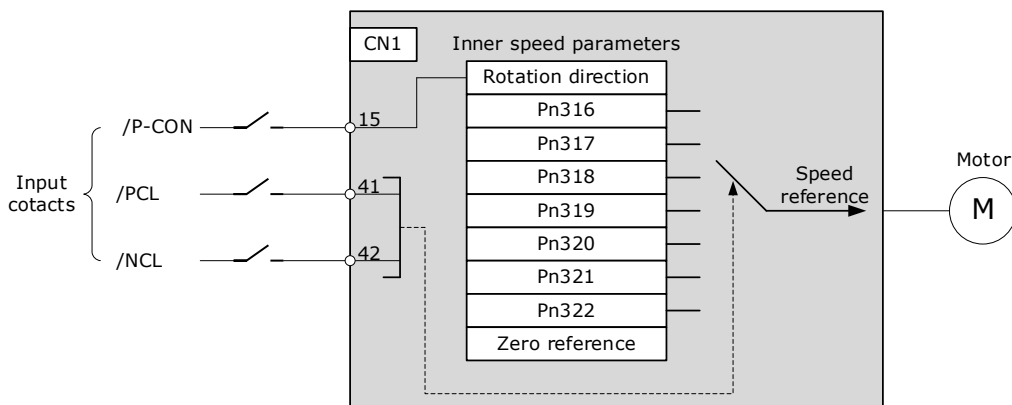 CN1
Inner speed parameters
Rotation direction
Pn316
Pn317
Pn318
Pn319
Pn320
Pn321
Pn322
Zero reference
Input
cotacts
/P-CON
/PCL
/NCL
15
41
42
Speed
reference
Motor
M